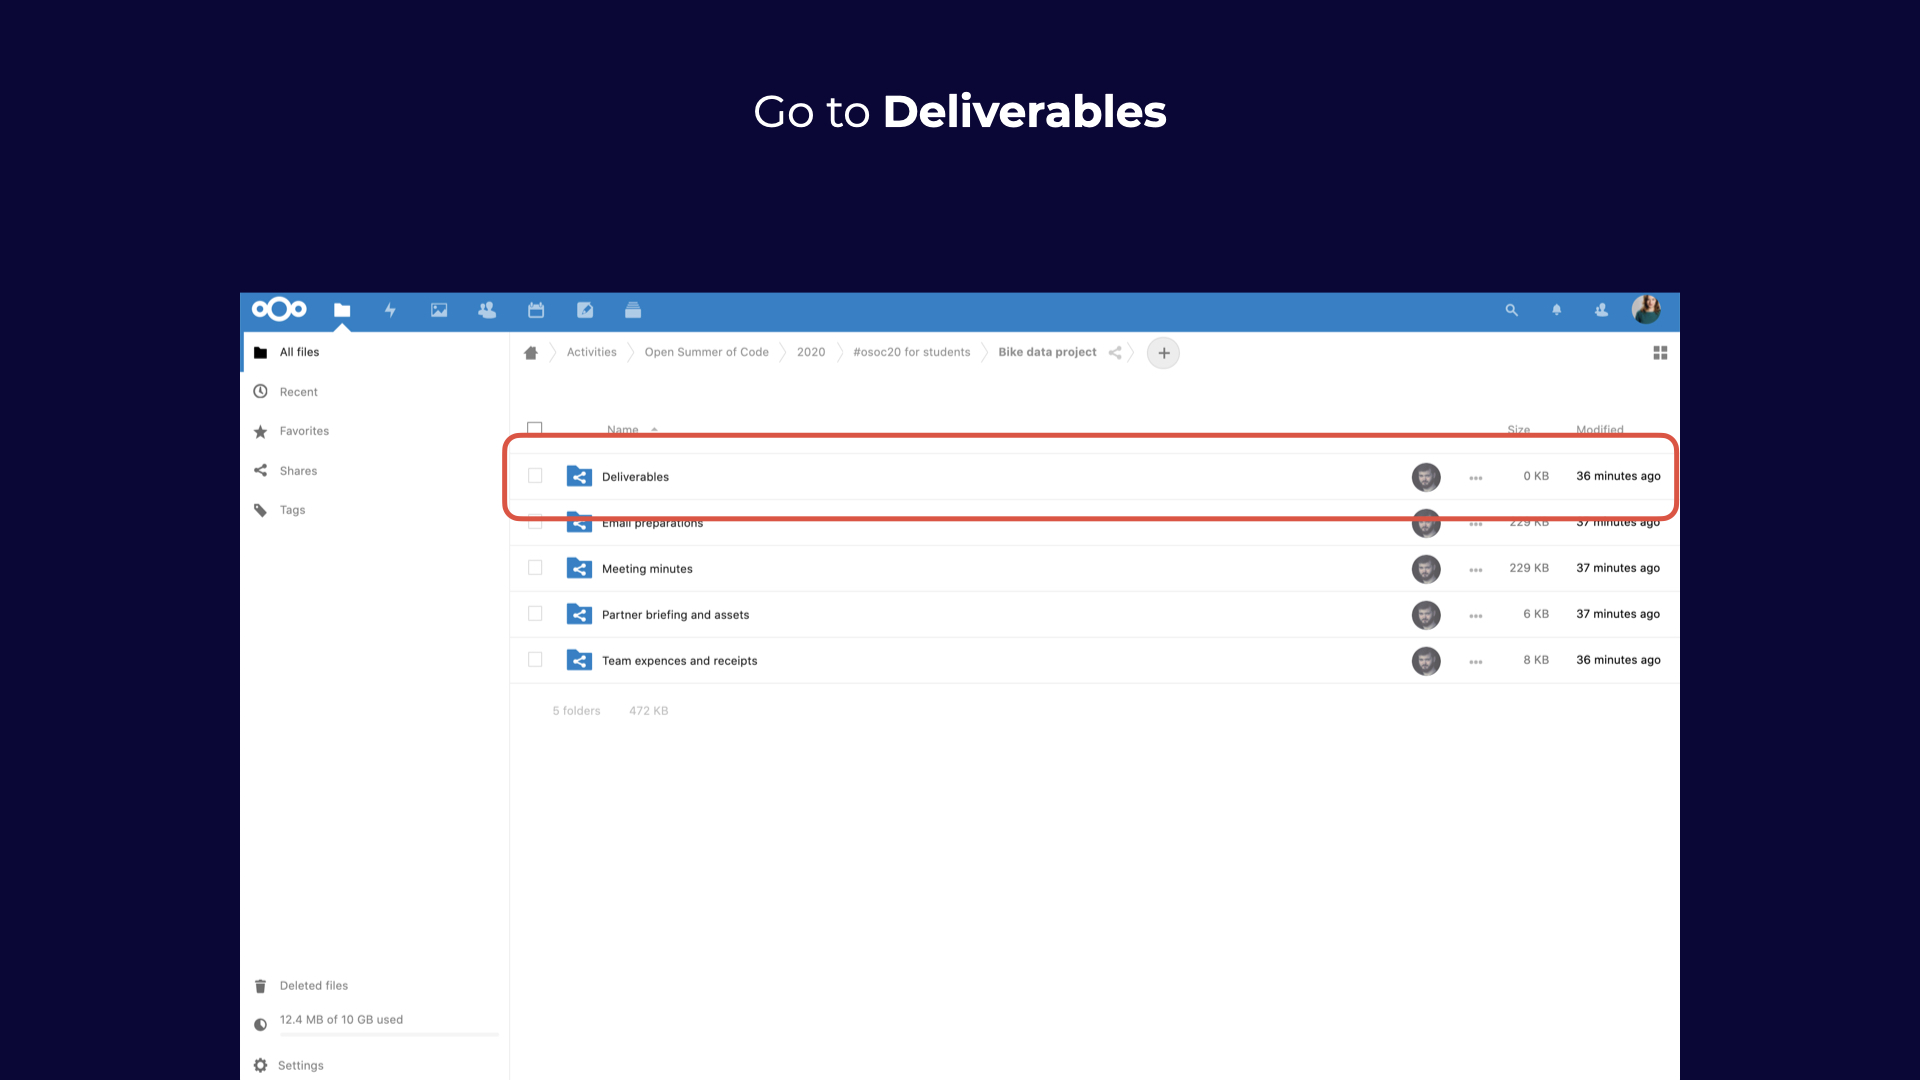 Go to Deliverables
All files
Recent
Favorites
Shares
Tags
Deleted files
12.4 MB of 10 GB used
Settings
Activities Open Summer of Code 2020 #osoc20 for students Bike data project +
Name Size Modified
Deliverables 0 KB 36 minutes ago
Email preparations 229 KB 37 minutes ago
Meeting minutes 229 KB 37 minutes ago
Partner briefing and assets 6 KB 37 minutes ago
Team expences and receipts 8 KB 36 minutes ago
5 folders 472 KB